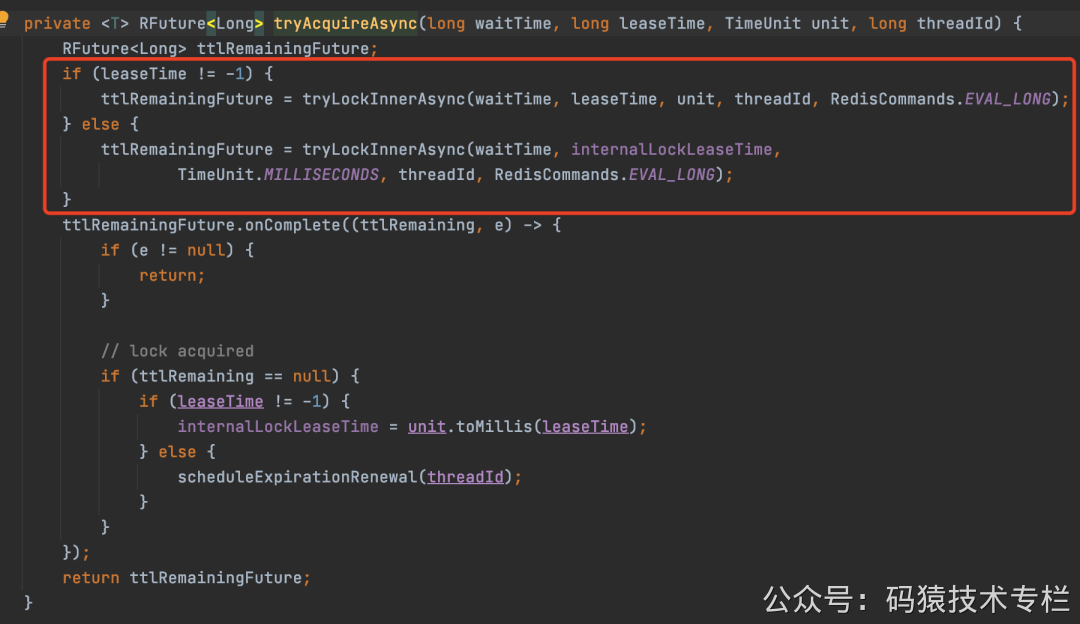 private <T> RFuture<Long> tryAcquireAsync(long waitTime, long leaseTime, TimeUnit unit, long threadId) {
    RFuture<Long> ttlRemainingFuture;
    if (leaseTime != -1) {
        ttlRemainingFuture = tryLockInnerAsync(waitTime, leaseTime, unit, threadId, RedisCommands.EVAL_LONG);
    } else {
        ttlRemainingFuture = tryLockInnerAsync(waitTime, internalLockLeaseTime,
                TimeUnit.MILLISECONDS, threadId, RedisCommands.EVAL_LONG);
    }
    ttlRemainingFuture.onComplete((ttlRemaining, e) -> {
        if (e != null) {
            return;
        }
        // lock acquired
        if (ttlRemaining == null) {
            if (leaseTime != -1) {
                internalLockLeaseTime = unit.toMillis(leaseTime);
            } else {
                scheduleExpirationRenewal(threadId);
            }
        }
    });
    return ttlRemainingFuture;
}
公众号：码猿技术专栏